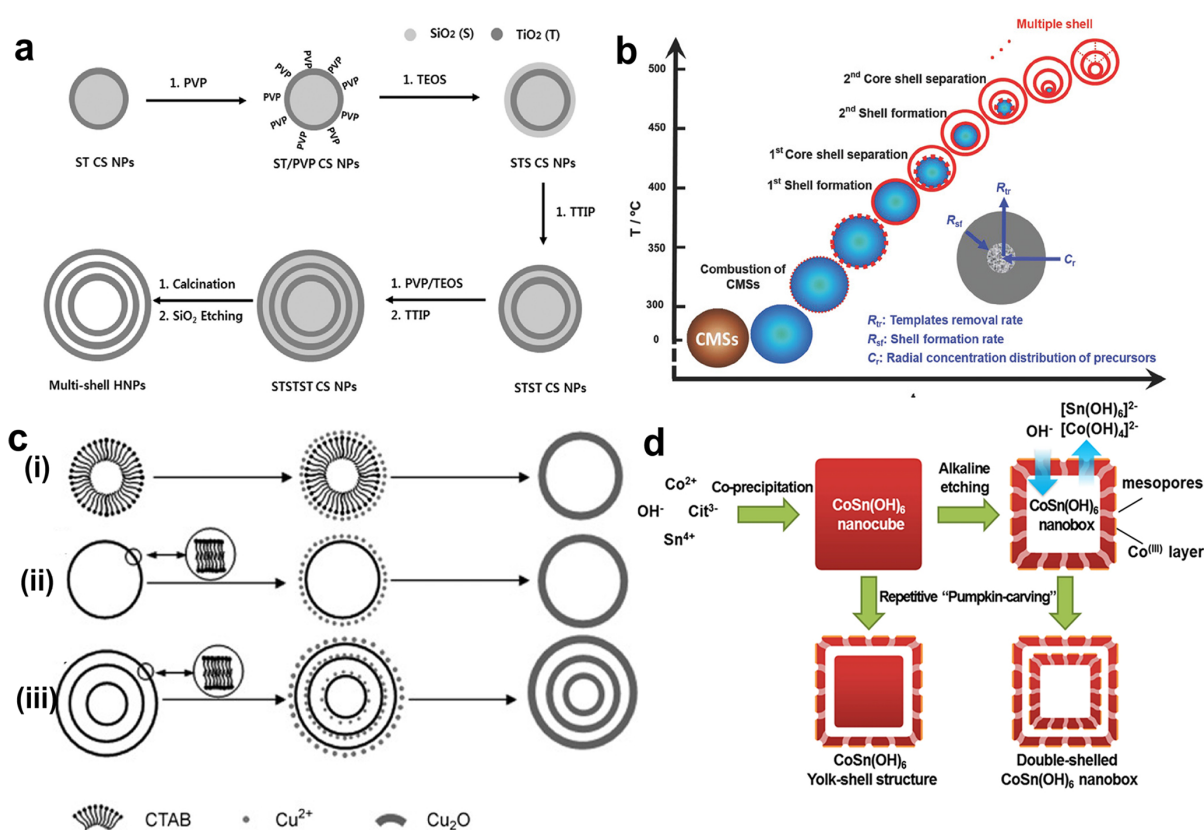 a
SiO2 (S)
TiO2 (T)
1. PVP
PVP
PVP
PVP
PVP
PVP
PVP
PVP
PVP
PVP
1. TEOS
ST CS NPs
ST/PVP CS NPs
STS CS NPs
1. TTIP
1. Calcination
2. SiO2 Etching
1. PVP/TEOS
2. TTIP
Multi-shell HNPs
STSTST CS NPs
STST CS NPs
b
Multiple shell
500
2nd Core shell separation
2nd Shell formation
450
1st Core shell separation
1st Shell formation
400
T / °C
350
Combustion of
CMSs
300
0
CMSs
Rtr
Rsf
Cr
Rtr: Templates removal rate
Rsf: Shell formation rate
Cr: Radial concentration distribution of precursors
c
(i)
(ii)
(iii)
CTAB
Cu2+
Cu2O
d
[Sn(OH)6]2-
OH- [Co(OH)4]2-
Co2+
OH- Cit3-
Sn4+
Co-precipitation
CoSn(OH)6
nanocube
Alkaline
etching
CoSn(OH)6
nanobox
mesopores
Co(III) layer
Repetitive “Pumpkin-carving”
CoSn(OH)6
Yolk-shell structure
Double-shelled
CoSn(OH)6 nanobox